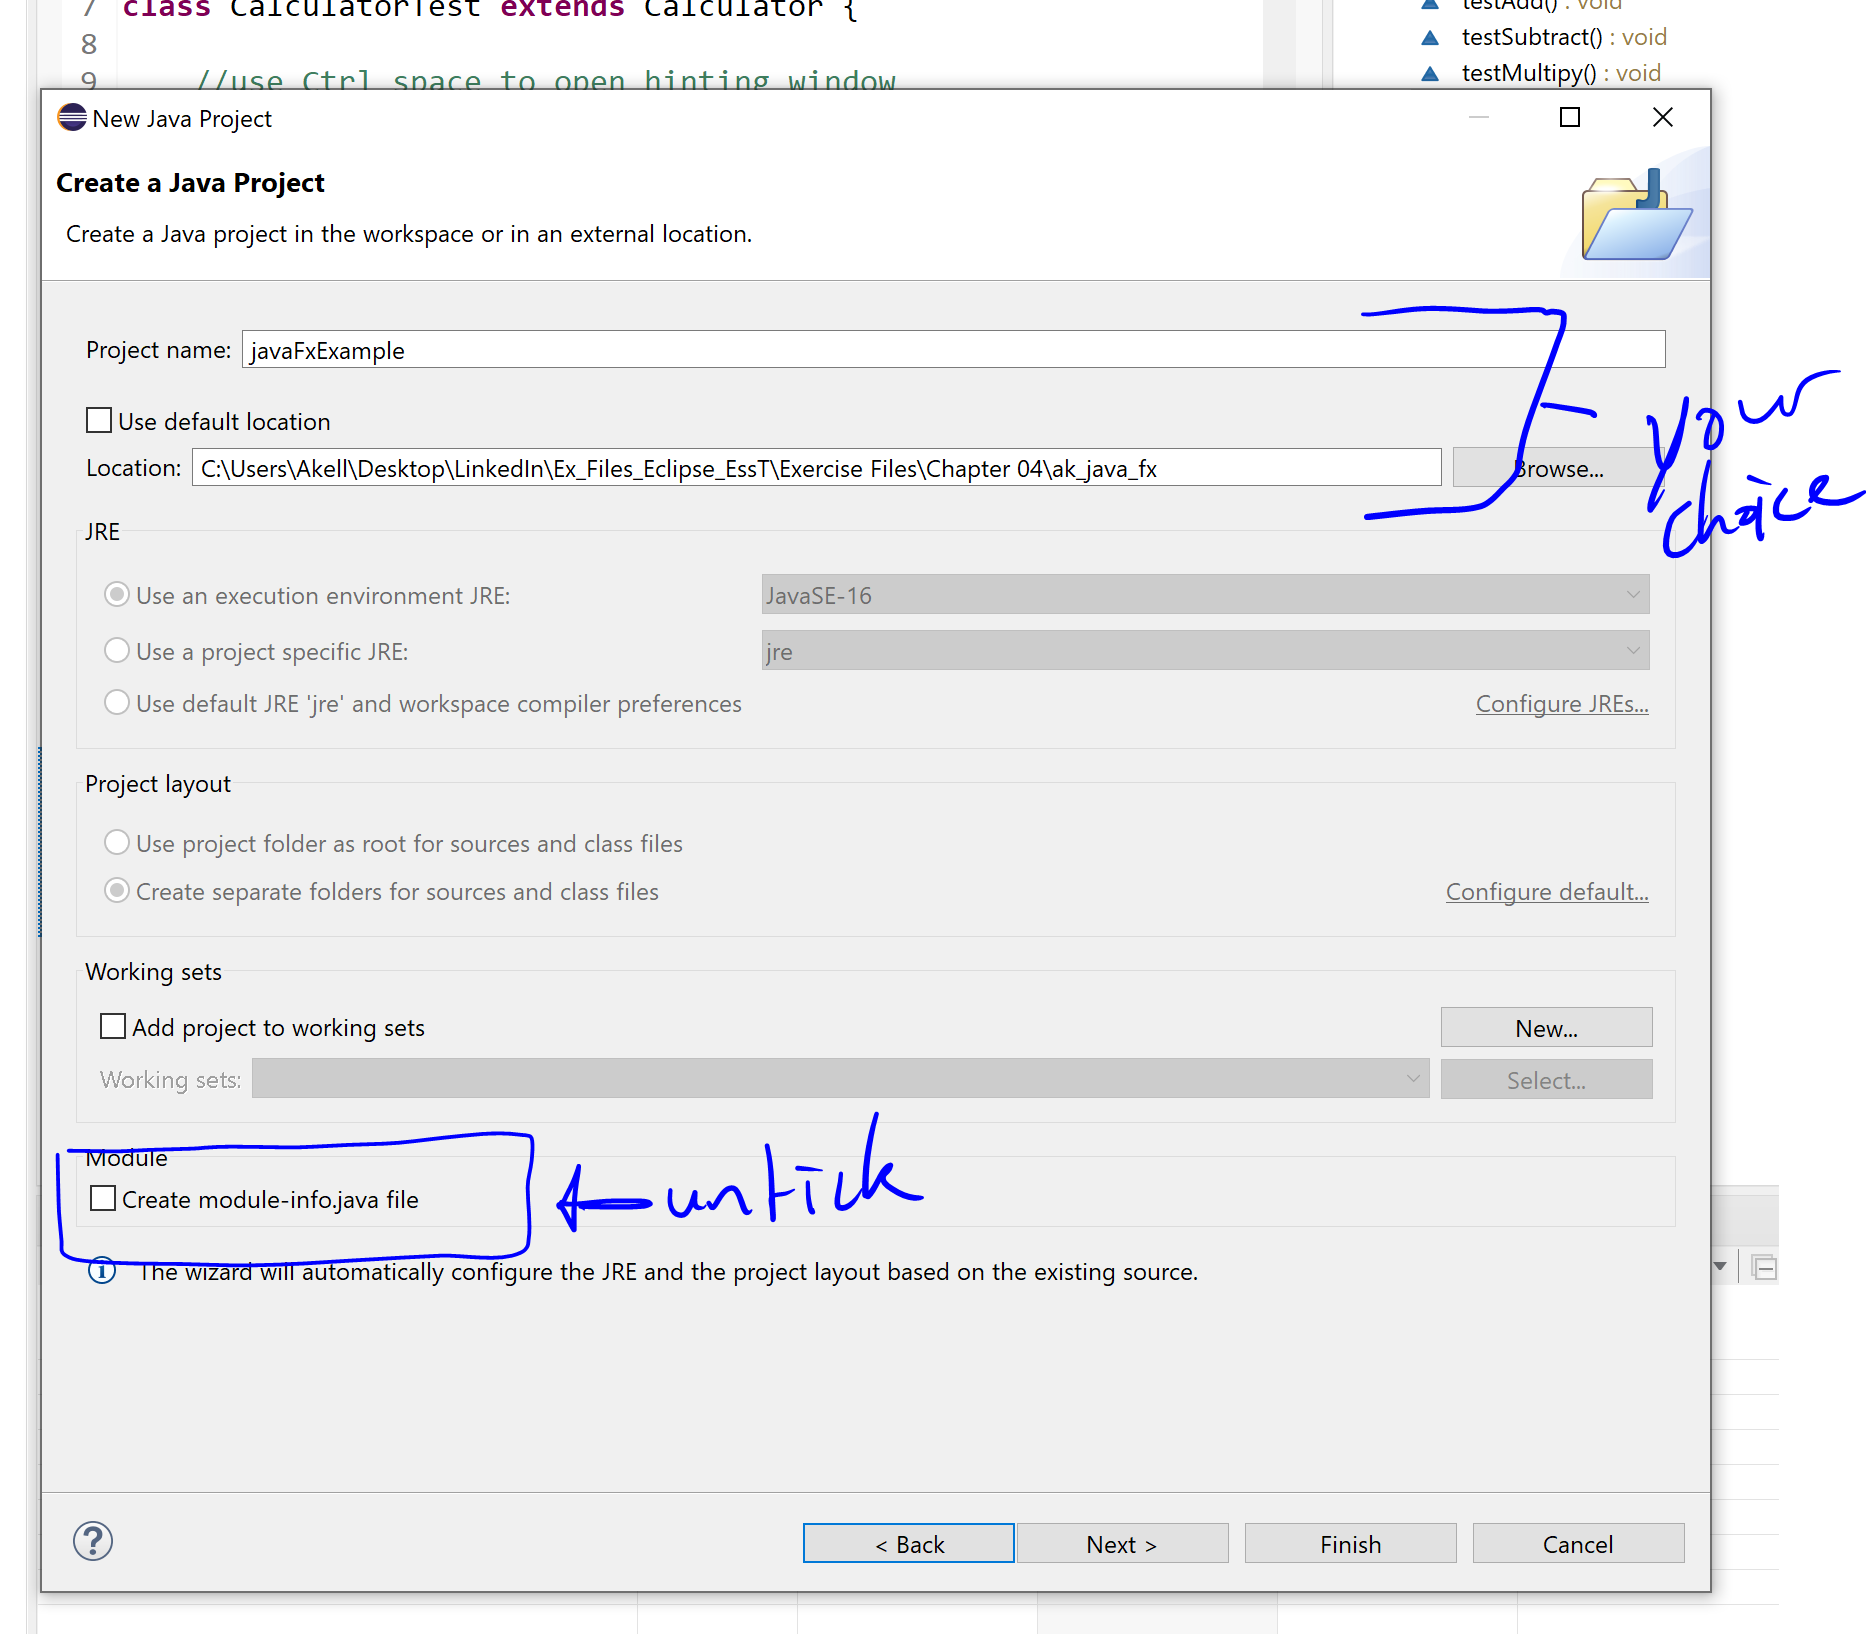 7 class CalculatorTest extends Calculator {
8
9 //use Ctrl space to open hinting window
testAdd() : void
testSubtract() : void
testMultipy() : void
New Java Project
Create a Java Project
Create a Java project in the workspace or in an external location.
Project name: javaFxExample
Use default location
Location: C:\Users\Akell\Desktop\LinkedIn\Ex_Files_Eclipse_EssT\Exercise Files\Chapter 04\ak_java_fx Browse...
your
choice
JRE
Use an execution environment JRE: JavaSE-16
Use a project specific JRE: jre
Use default JRE 'jre' and workspace compiler preferences Configure JREs...
Project layout
Use project folder as root for sources and class files
Create separate folders for sources and class files Configure default...
Working sets
Add project to working sets New...
Working sets: Select...
Module
Create module-info.java file
untick
The wizard will automatically configure the JRE and the project layout based on the existing source.
? < Back Next > Finish Cancel